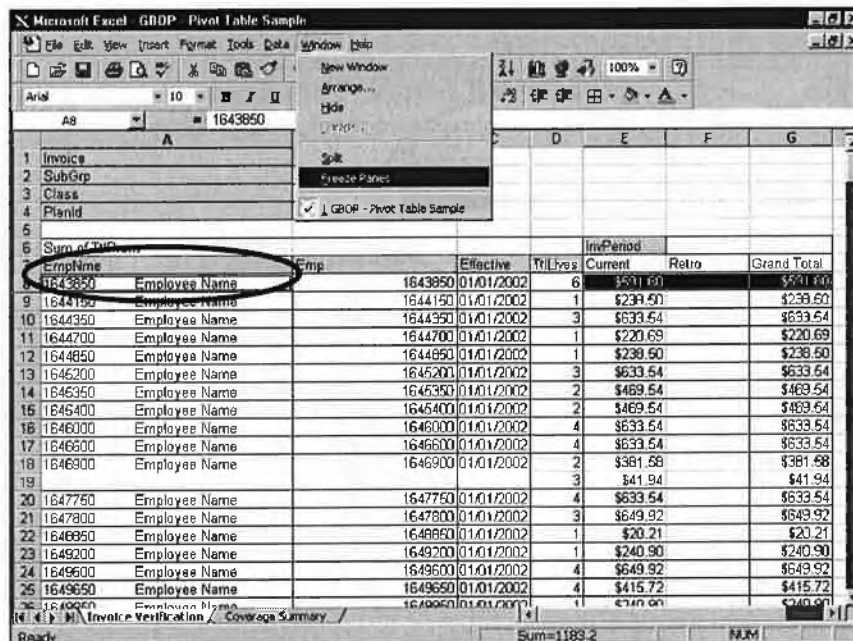 Microsoft Excel - GBOP - Pivot Table Sample
File Edit View Insert Format Tools Data Window Help
100%
Arial 10 B I U
A8 = 1643850
New Window
Arrange...
Hide
Split
Freeze Panes
1 GBOP - Pivot Table Sample
A D E F G
1 Invoice
2 SubGrp
3 Class
4 PlanId
5
6 Sum of InvPeriod
7 EmpNme Emp Effective TtlLives Current Retro Grand Total
8 1643850 Employee Name 1643850 01/01/2002 6 $591.60 $591.60
9 1644150 Employee Name 1644150 01/01/2002 1 $238.50 $238.50
10 1644350 Employee Name 1644350 01/01/2002 3 $633.54 $633.54
11 1644700 Employee Name 1644700 01/01/2002 1 $220.69 $220.69
12 1644850 Employee Name 1644850 01/01/2002 1 $238.50 $238.50
13 1645200 Employee Name 1645200 01/01/2002 3 $633.54 $633.54
14 1645350 Employee Name 1645350 01/01/2002 2 $469.54 $469.54
15 1645400 Employee Name 1645400 01/01/2002 2 $469.54 $469.54
16 1646000 Employee Name 1646000 01/01/2002 4 $633.54 $633.54
17 1646600 Employee Name 1646600 01/01/2002 4 $633.54 $633.54
18 1646900 Employee Name 1646900 01/01/2002 2 $381.58 $381.58
19 3 $41.94 $41.94
20 1647750 Employee Name 1647750 01/01/2002 4 $633.54 $633.54
21 1647800 Employee Name 1647800 01/01/2002 3 $649.92 $649.92
22 1648850 Employee Name 1648850 01/01/2002 1 $20.21 $20.21
23 1649200 Employee Name 1649200 01/01/2002 1 $240.90 $240.90
24 1649600 Employee Name 1649600 01/01/2002 4 $649.92 $649.92
25 1649650 Employee Name 1649650 01/01/2002 4 $415.72 $415.72
26 Employee Name 01/01/2002 1 $240.90 $240.90
Invoice Verification Coverage Summary
Ready Sum=1183.2 NUM